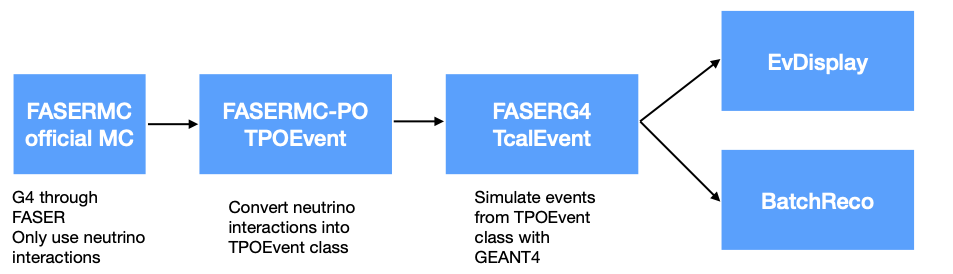 FASERMC
official MC
G4 through
FASER
Only use neutrino
interactions
FASERMC-PO
TPOEvent
Convert neutrino
interactions into
TPOEvent class
FASERG4
TcalEvent
Simulate events
from TPOEvent
class with
GEANT4
EvDisplay
BatchReco